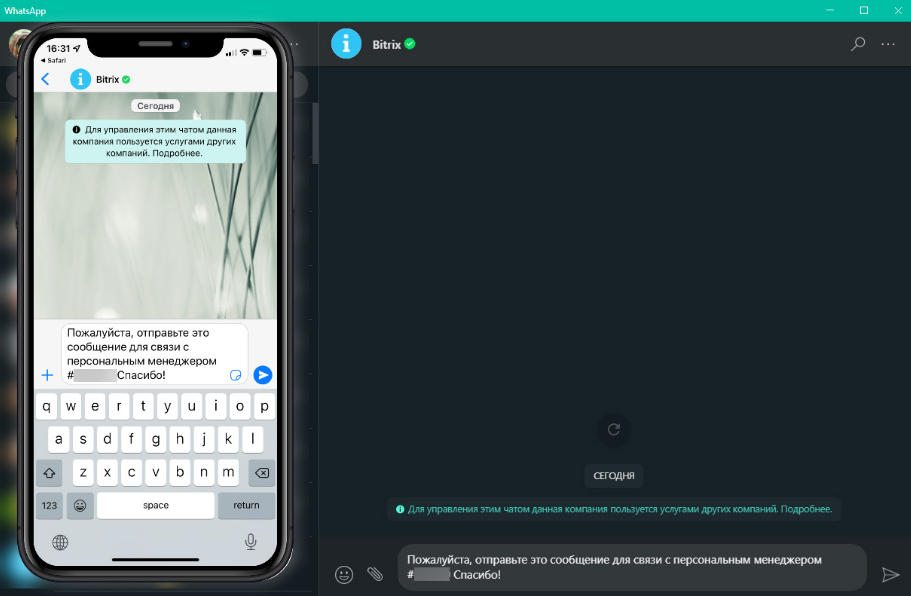 WhatsApp
16:31
Safari
Bitrix
Сегодня
Для управления этим чатом данная
компания пользуется услугами других
компаний. Подробнее.
Пожалуйста, отправьте это
сообщение для связи с
персональным менеджером
# Спасибо!
q w e r t y u i o p
a s d f g h j k l
z x c v b n m
123 space return
Bitrix
СЕГОДНЯ
Для управления этим чатом данная компания пользуется услугами других компаний. Подробнее.
Пожалуйста, отправьте это сообщение для связи с персональным менеджером
# Спасибо!